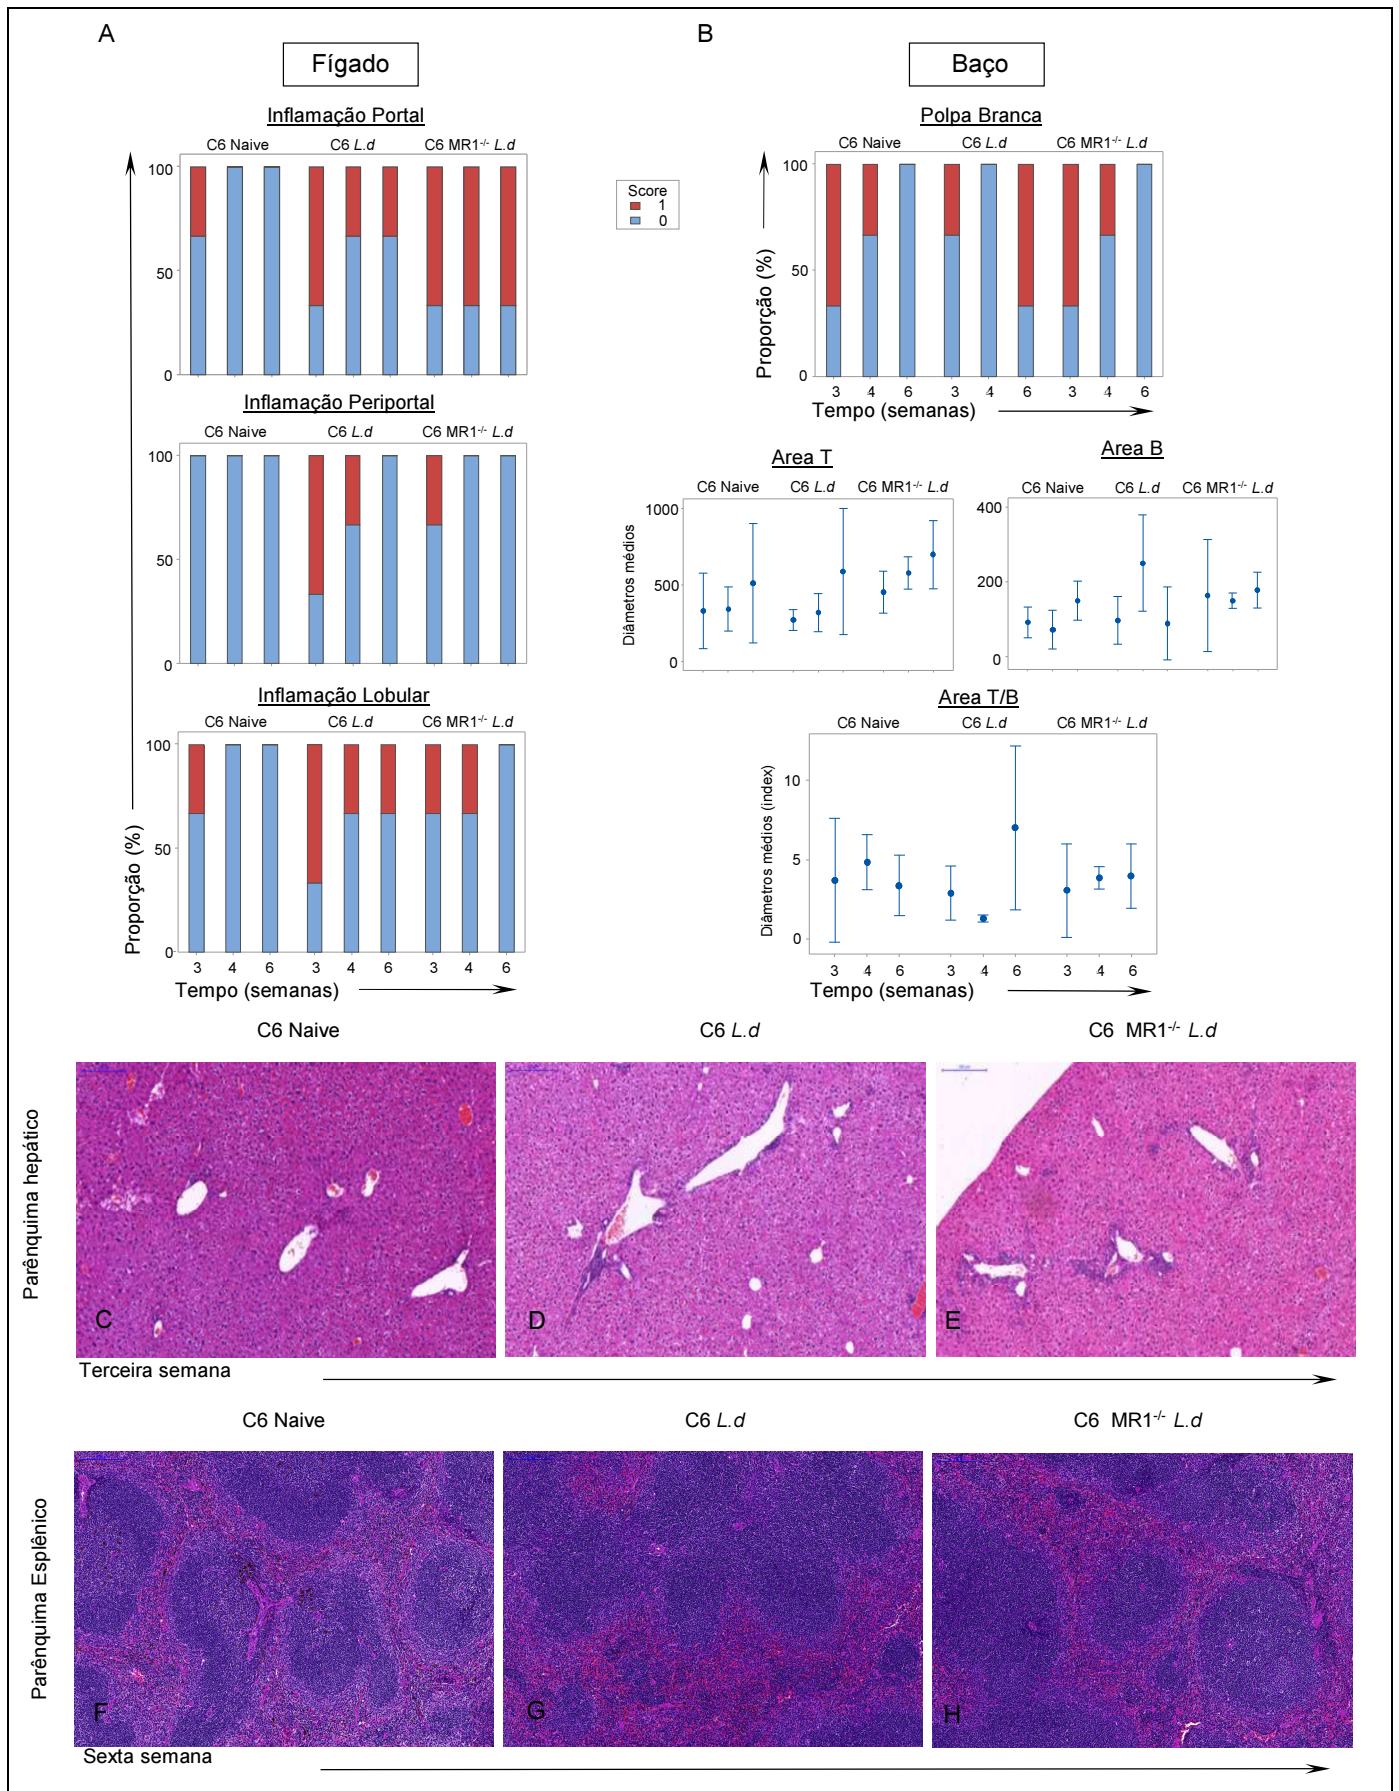 A
B
Fígado
Baço
Inflamação Portal
C6 Naive C6 L.d C6 MR1-/- L.d
100
50
0
Score
1
0
Polpa Branca
C6 Naive C6 L.d C6 MR1-/- L.d
100
50
0
Proporção (%)
3 4 6 3 4 6 3 4 6
Tempo (semanas)
Inflamação Periportal
C6 Naive C6 L.d C6 MR1-/- L.d
100
50
0
Area T
C6 Naive C6 L.d C6 MR1-/- L.d
1000
500
0
Diâmetros médios
Area B
C6 Naive C6 L.d C6 MR1-/- L.d
400
200
0
Inflamação Lobular
C6 Naive C6 L.d C6 MR1-/- L.d
100
50
0
Proporção (%)
3 4 6 3 4 6 3 4 6
Tempo (semanas)
Area T/B
C6 Naive C6 L.d C6 MR1-/- L.d
10
5
0
Diâmetros médios (index)
3 4 6 3 4 6 3 4 6
Tempo (semanas)
C6 Naive C6 L.d C6 MR1-/- L.d
Parênquima hepático
C D E
Terceira semana
C6 Naive C6 L.d C6 MR1-/- L.d
Parênquima Esplênico
F G H
Sexta semana